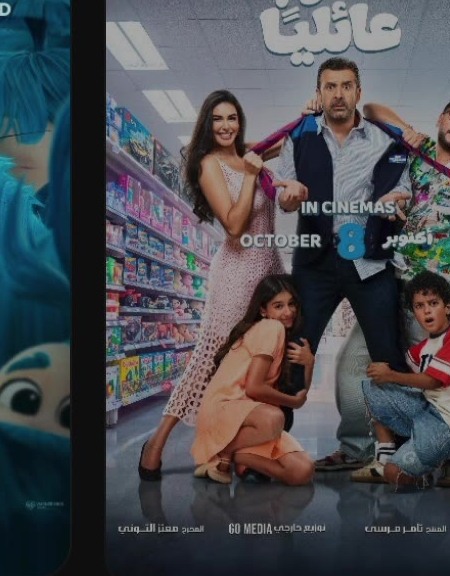 D
عائليًا
IN CINEMAS
OCTOBER 8 أكتوبر
المخرج معتز التوني
GO MEDIA توزيع خارجي
المنتج تامر مرسي